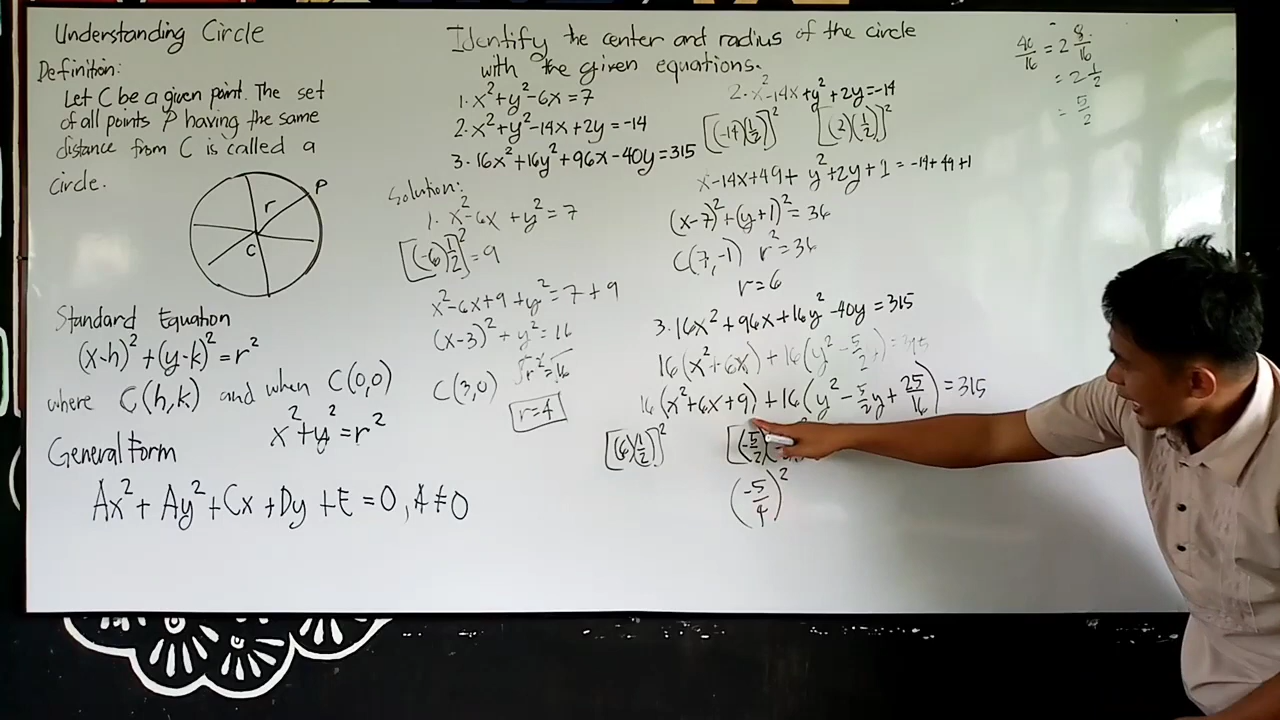 Understanding Circle
Definition:
Let C be a given point. The set
of all points P having the same
distance from C is called a
circle.
P
r
C
Standard Equation
(x-h)² + (y-k)² = r²
where C(h,k) and when C(0,0)
x² + y² = r²
General Form
Ax² + Ay² + Cx + Dy + E = 0, A ≠ 0
Identify the center and radius of the circle
with the given equations.
1. x² + y² - 6x = 7
2. x² + y² - 14x + 2y = -14
3. 16x² + 16y² + 96x - 40y = 315
Solution:
1. x² - 6x + y² = 7
[(-6)1/2]² = 9
x² - 6x + 9 + y² = 7 + 9
(x-3)² + y² = 16
C(3,0)
r = 4
2. x² - 14x + y² + 2y = -14
[(-14)(1/2)]² [(2)(1/2)]²
x - 14x + 49 + y² + 2y + 1 = -14 + 49 + 1
(x-7)² + (y+1)² = 36
C(7,-1) r² = 36
r = 6
3. 16x² + 96x + 16y² - 40y = 315
16(x² + 6x) + 16(y² - 5/2
16(x² + 6x + 9) + 16(y² - 5/2 y + 25/16) = 315
[(6)(1/2)]² [(-5/2)
(-5/4)²
40/16 = 2 8/16
= 2 1/2
= 5/2